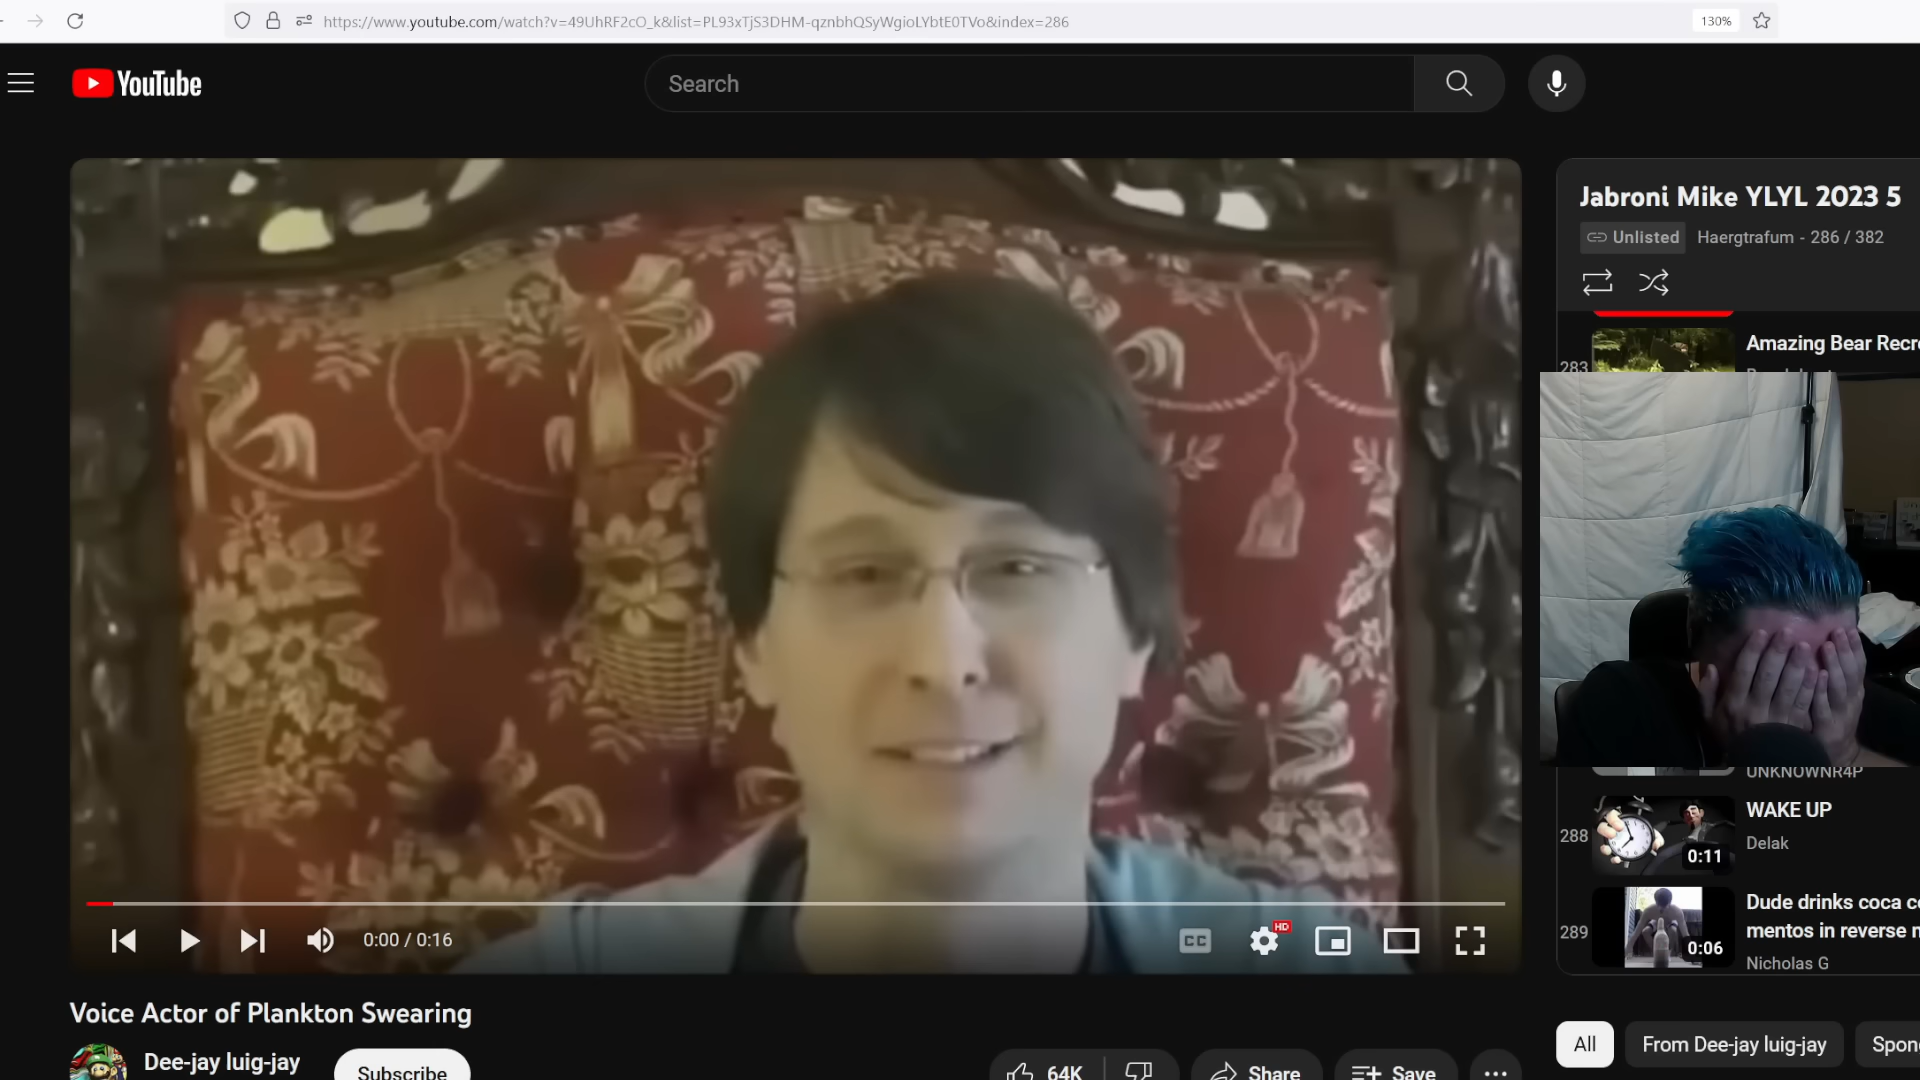 https://www.youtube.com/watch?v=49UhRF2cO_k&list=PL93xTjS3DHM-qznbhQSyWgioLYbtE0TVo&index=286
130%
YouTube
Search
Jabroni Mike YLYL 2023 5
Unlisted
Haergtrafum - 286 / 382
283
Amazing Bear Recr
UNKNOWNR4P
288
WAKE UP
Delak
0:11
289
Dude drinks coca c
mentos in reverse
Nicholas G
0:06
0:00 / 0:16
CC
HD
Voice Actor of Plankton Swearing
Dee-jay luig-jay
Subscribe
64K
Share
Save
All
From Dee-jay luig-jay
Spon